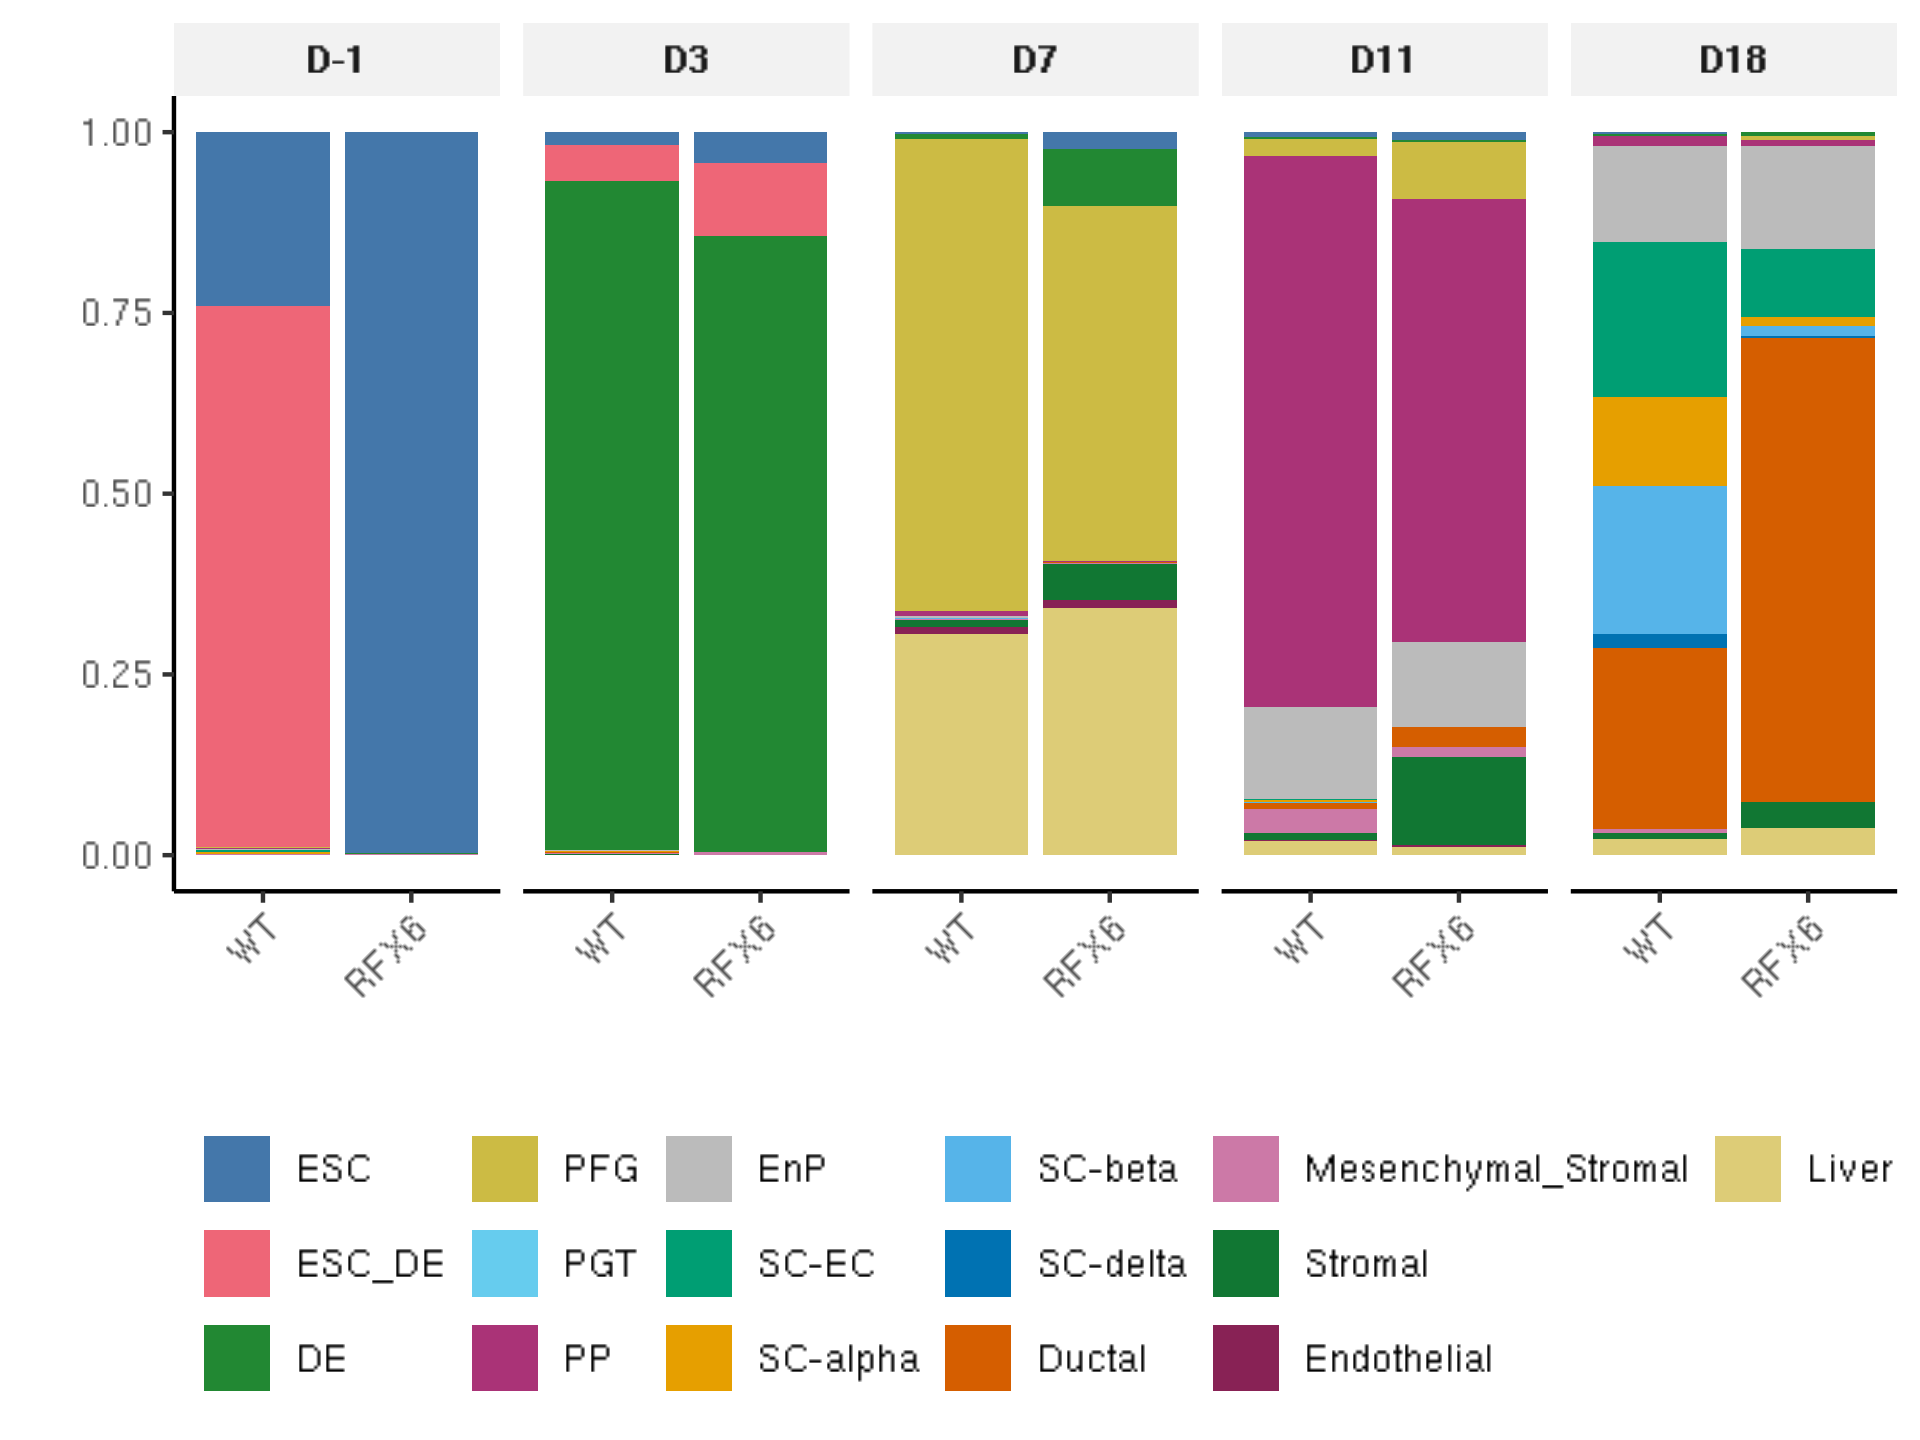 D-1 D3 D7 D11 D18
1.00
0.75
0.50
0.25
0.00
WT RFX6 WT RFX6 WT RFX6 WT RFX6 WT RFX6
ESC PFG EnP SC-beta Mesenchymal_Stromal Liver
ESC_DE PGT SC-EC SC-delta Stromal
DE PP SC-alpha Ductal Endothelial